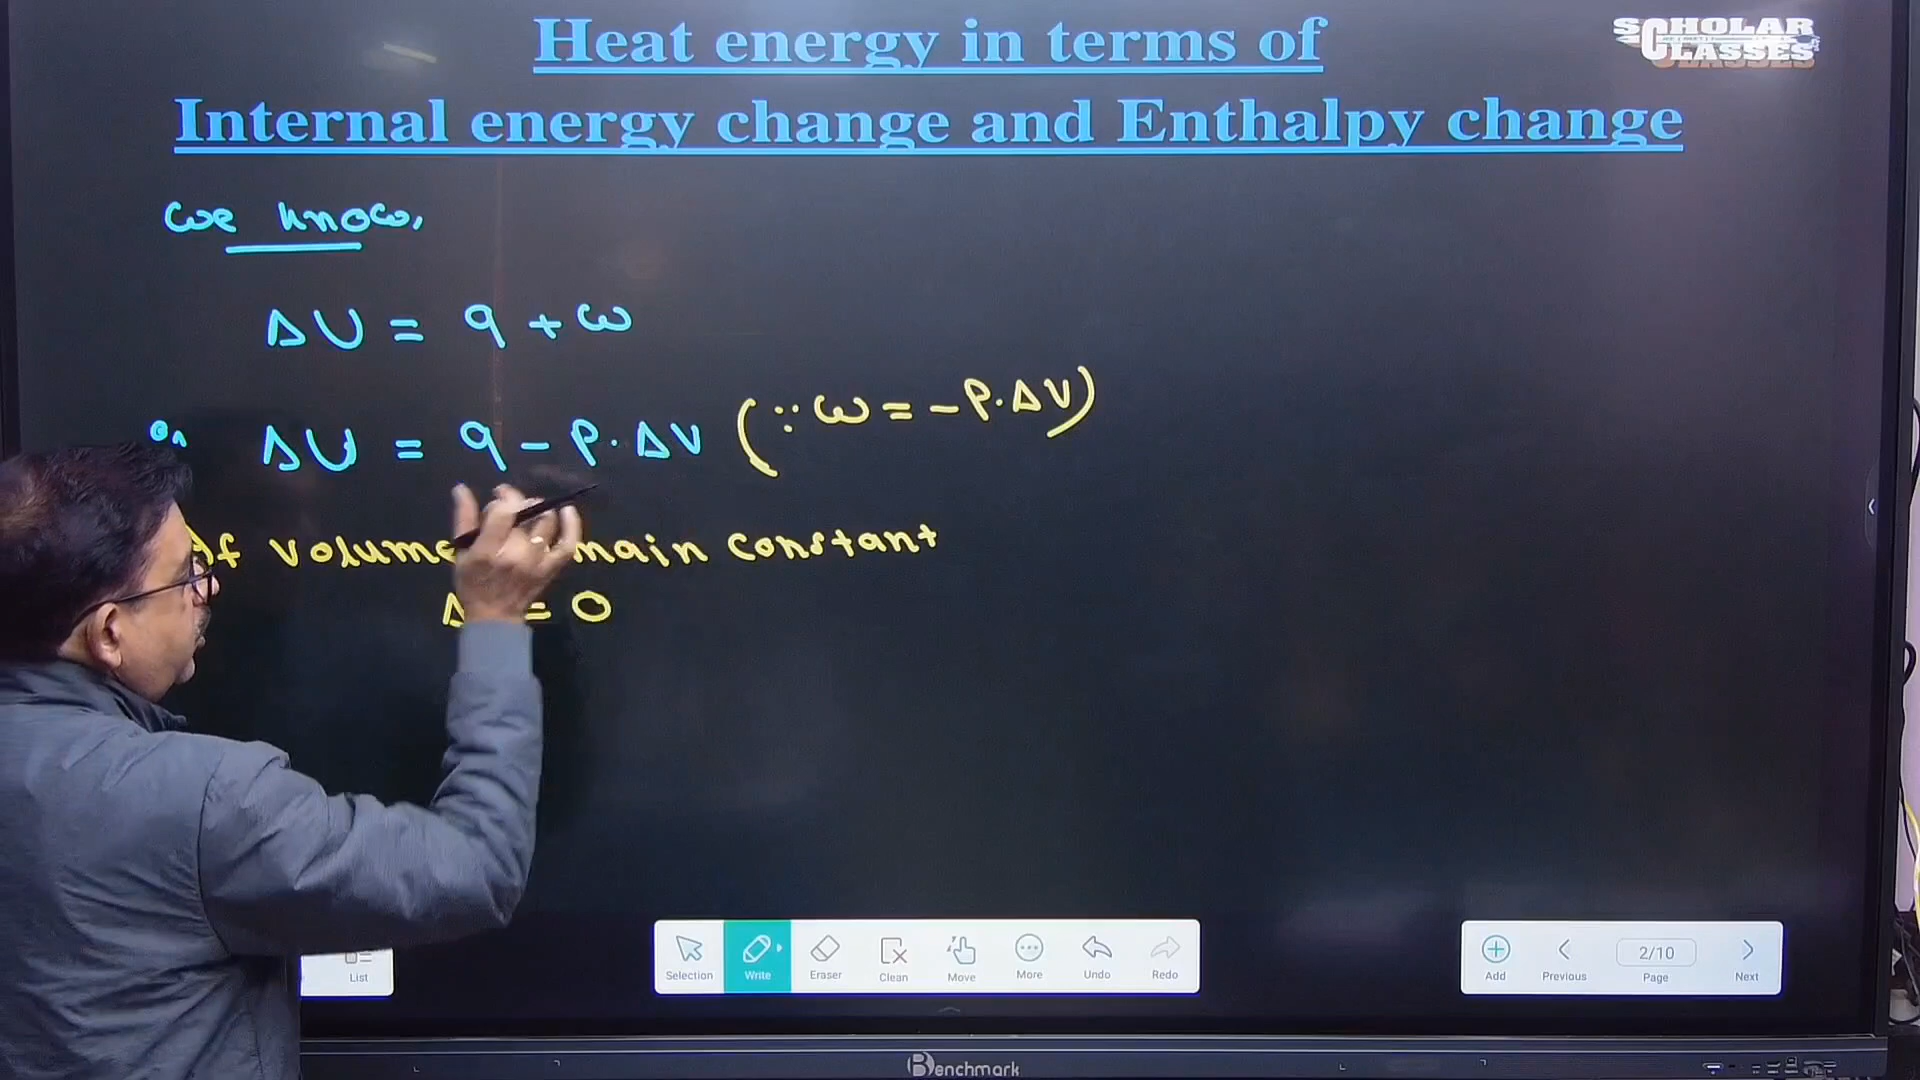 Heat energy in terms of
Internal energy change and Enthalpy change
SCHOLAR
CLASSES
we know,
ΔU = q + w
or ΔU = q - P·ΔV (∵ w = -P·ΔV)
If volume constant
= 0
List
Selection
Write
Eraser
Clean
Move
More
Undo
Redo
Add
Previous
2/10
Page
Next
Benchmark